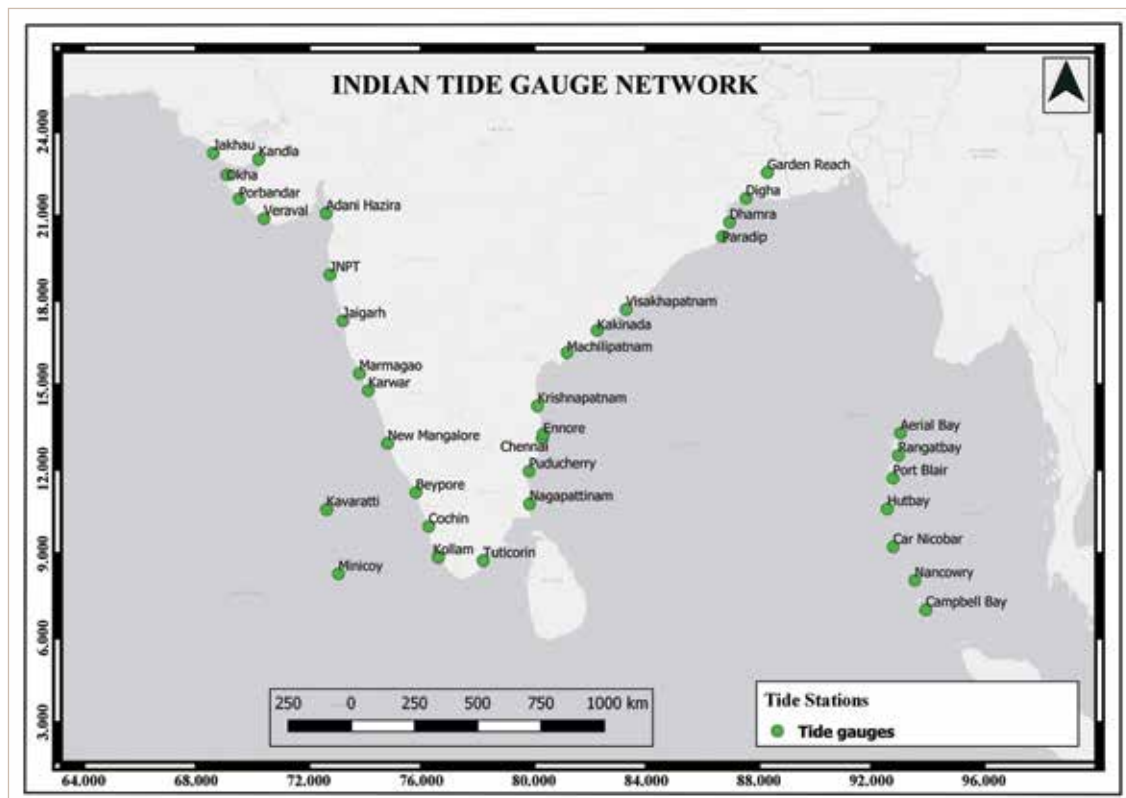 INDIAN TIDE GAUGE NETWORK
24.000
21.000
18.000
15.000
12.000
9.000
6.000
3.000
Jakhau
Kandla
Okha
Porbandar
Veraval
Adani Hazira
JNPT
Jaigarh
Marmagao
Karwar
New Mangalore
Beypore
Kavaratti
Cochin
Kollam
Tuticorin
Minicoy
Garden Reach
Digha
Dhamra
Paradip
Visakhapatnam
Kakinada
Machilipatnam
Krishnapatnam
Ennore
Chennai
Puducherry
Nagapattinam
Aerial Bay
Rangatbay
Port Blair
Hutbay
Car Nicobar
Nancowry
Campbell Bay
250 0 250 500 750 1000 km
Tide Stations
Tide gauges
64.000 68.000 72.000 76.000 80.000 84.000 88.000 92.000 96.000